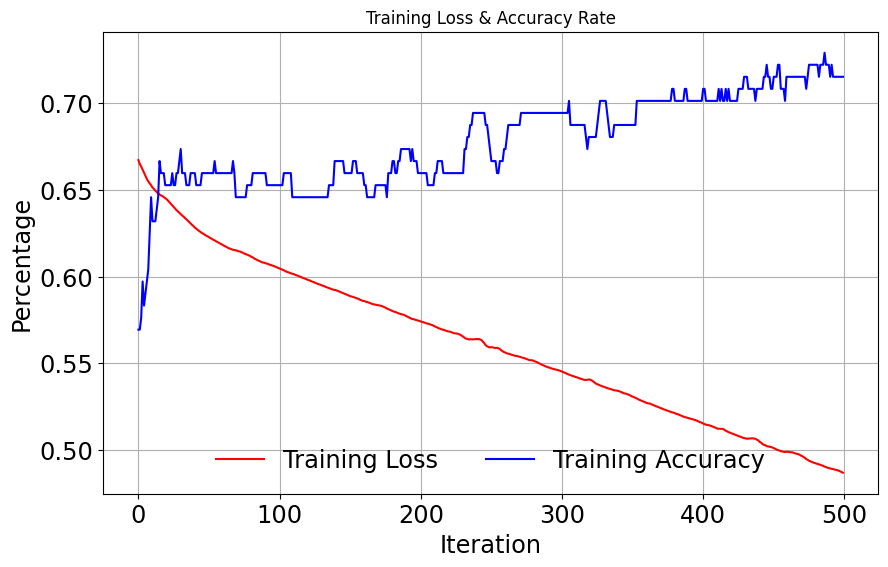 Training Loss & Accuracy Rate
0.70
0.65
0.60
0.55
0.50
Percentage
Training Loss Training Accuracy
0 100 200 300 400 500
Iteration